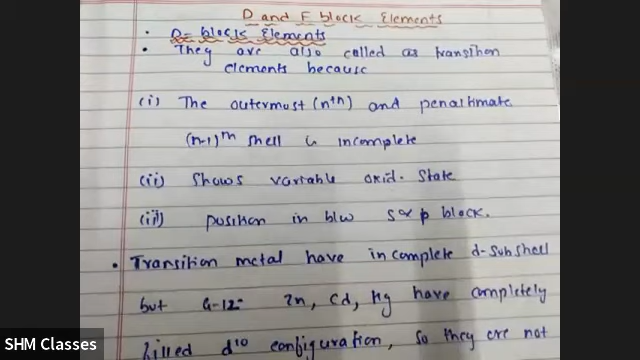 D and F block Elements
• D- block Elements
• They are also called as transition
elements because
(i) The outermost (nth) and penultimate
(n-1)th shell is incomplete
(ii) Shows variable oxid. State
(iii) position in b/w s & p block.
• Transition metal have incomplete d-subshell
but G-12 Zn, Cd, Hg have completely
filled d10 configuration, so they are not
SHM Classes